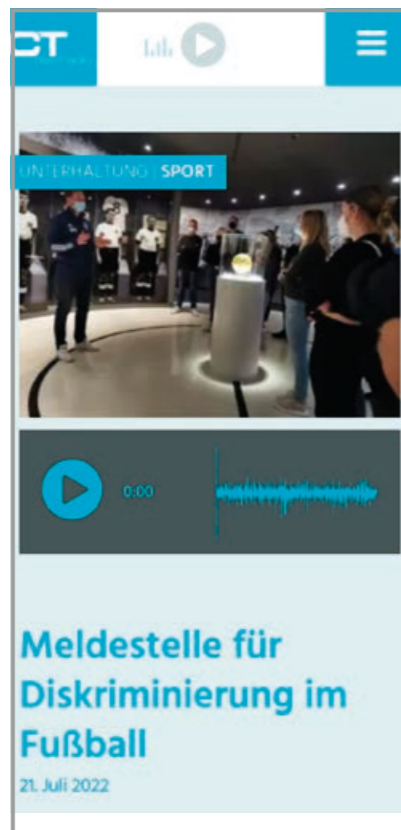 CT
UNTERHALTUNG | SPORT
0:00
Meldestelle für
Diskriminierung im
Fußball
21. Juli 2022